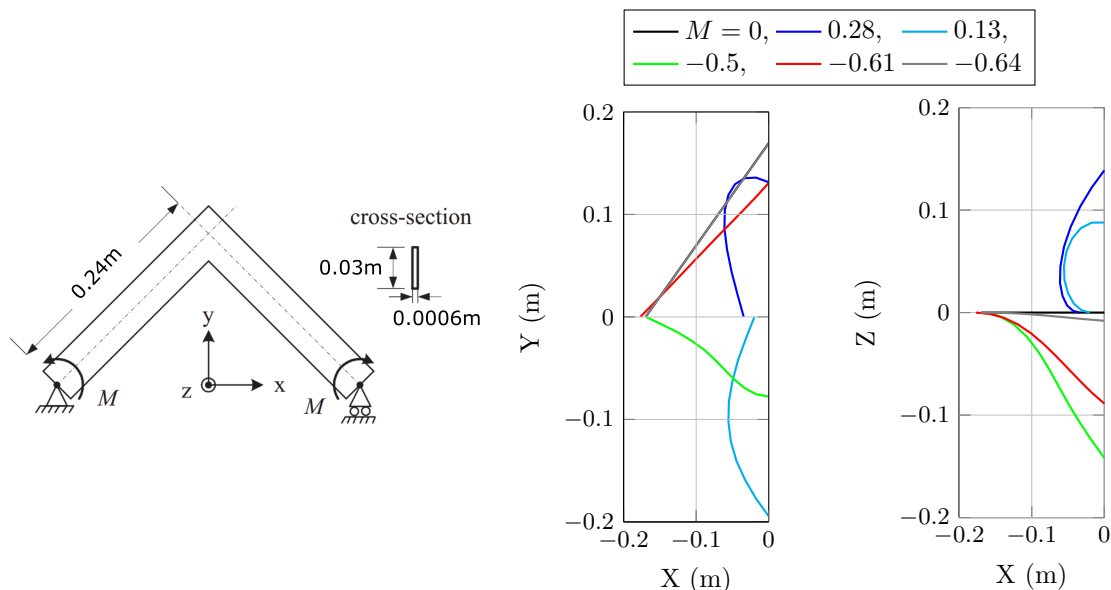 M = 0, 0.28, 0.13,
−0.5, −0.61 −0.64
0.24m
cross-section
0.03m
0.0006m
y
z
x
M
M
0.2
0.1
0
−0.1
−0.2
−0.2
−0.1
0
Y (m)
X (m)
0.2
0.1
0
−0.1
−0.2
−0.2
−0.1
0
Z (m)
X (m)